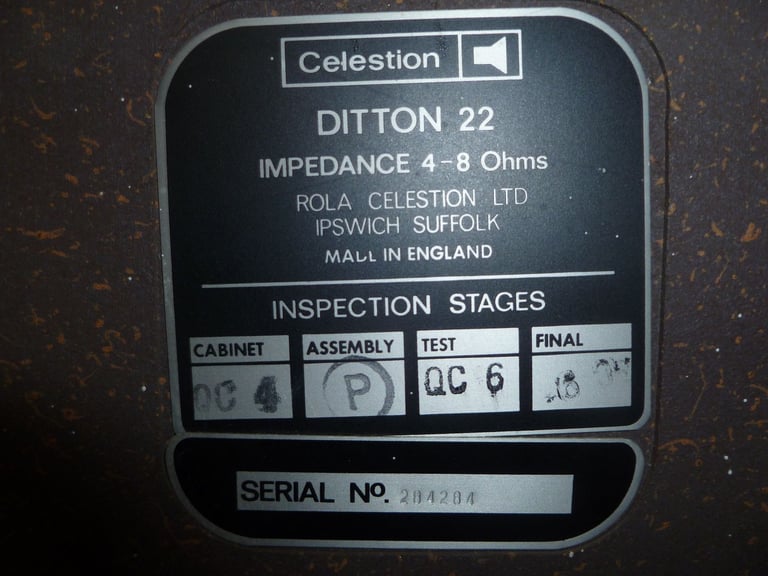 Celestion
DITTON 22
IMPEDANCE 4-8 Ohms
ROLA CELESTION LTD
IPSWICH SUFFOLK
MADE IN ENGLAND
INSPECTION STAGES
CABINET ASSEMBLY TEST FINAL
QC 4 P QC 6
SERIAL No. 284284